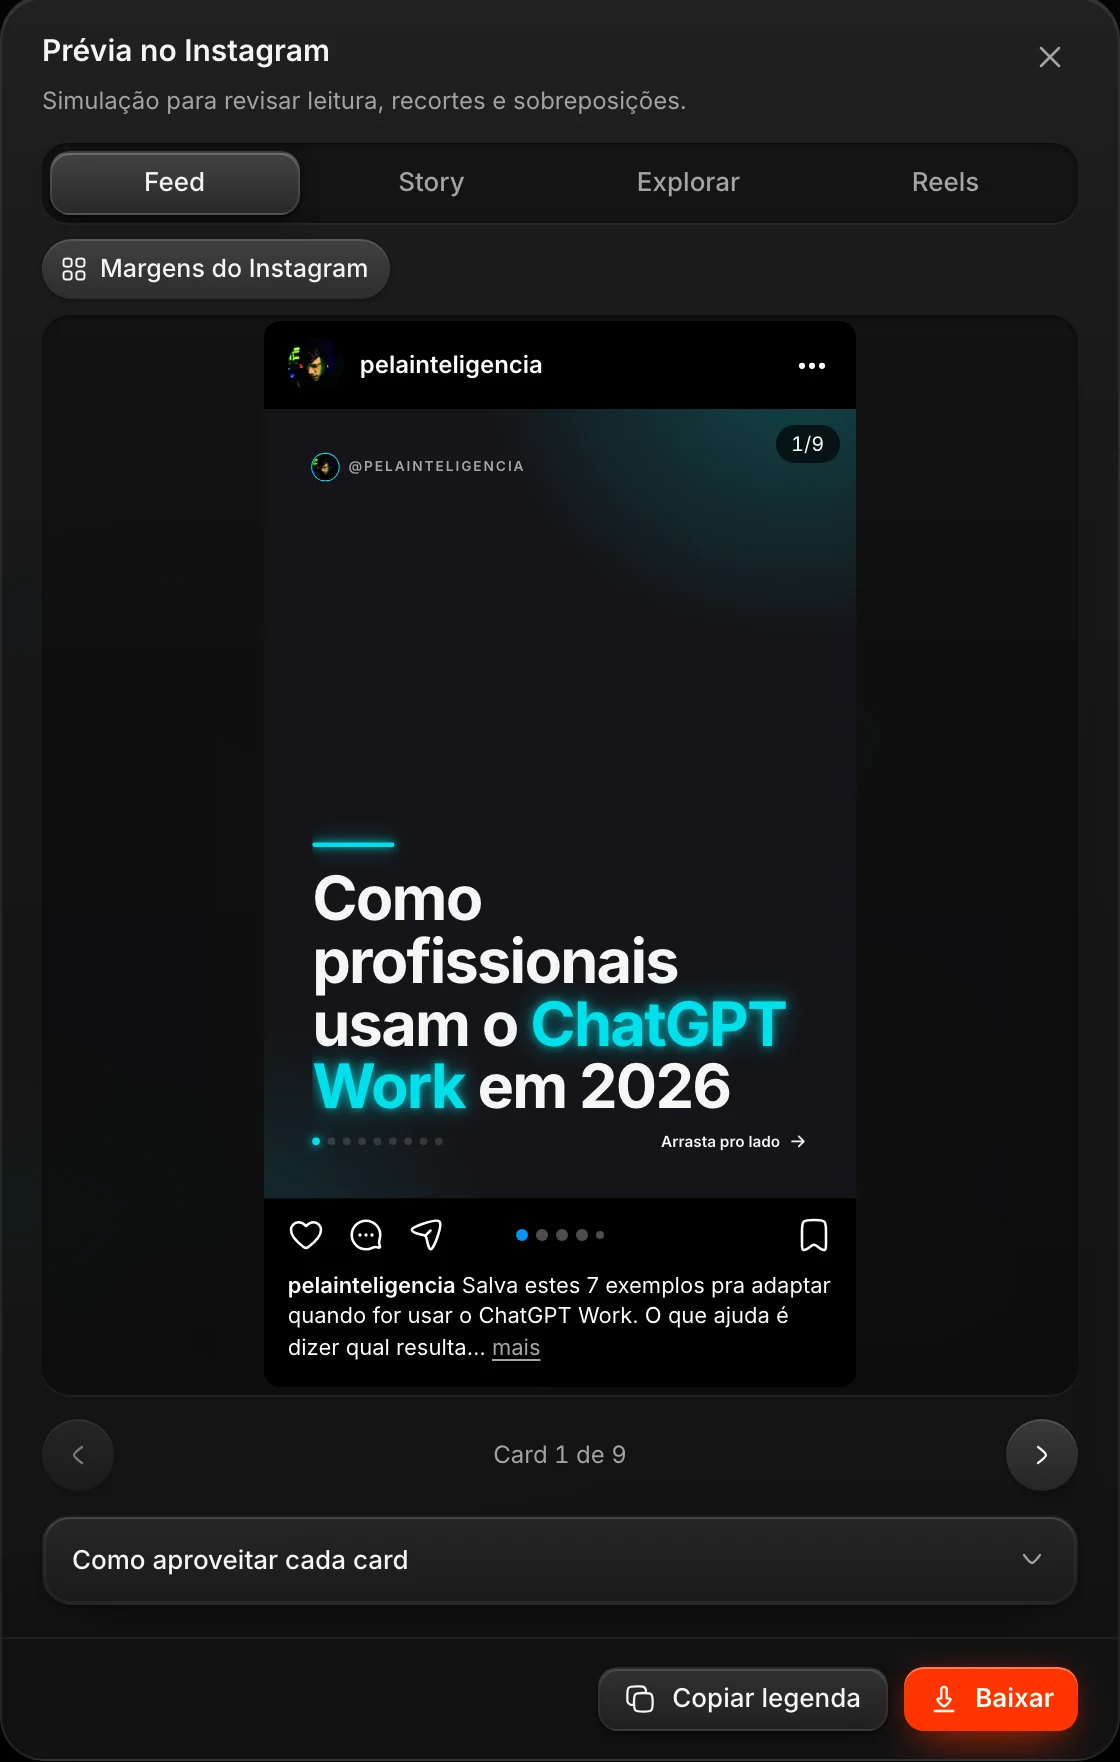 Prévia no Instagram
Simulação para revisar leitura, recortes e sobreposições.
Feed
Story
Explorar
Reels
Margens do Instagram
pelainteligencia
1/9
@PELAINTELIGENCIA
Como
profissionais
usam o ChatGPT
Work em 2026
Arrasta pro lado →
pelainteligencia Salva estes 7 exemplos pra adaptar
quando for usar o ChatGPT Work. O que ajuda é
dizer qual resulta... mais
Card 1 de 9
Como aproveitar cada card
Copiar legenda
Baixar